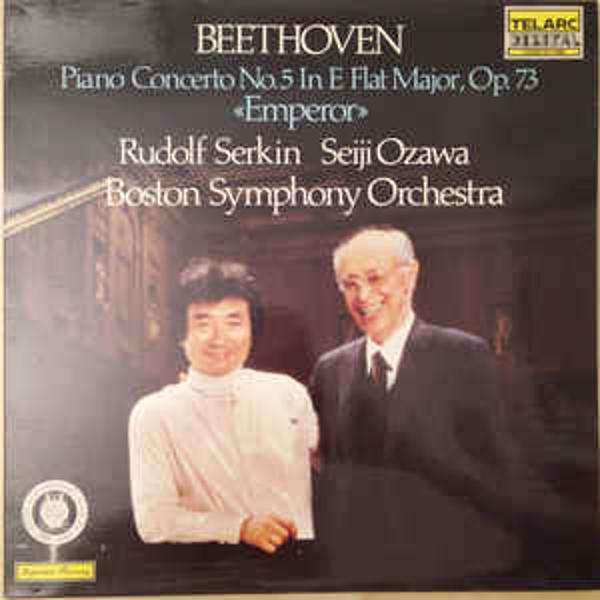 BEETHOVEN
TELARC
DIGITAL
Piano Concerto No.5 In E Flat Major, Op. 73
«Emperor»
Rudolf Serkin Seiji Ozawa
Boston Symphony Orchestra